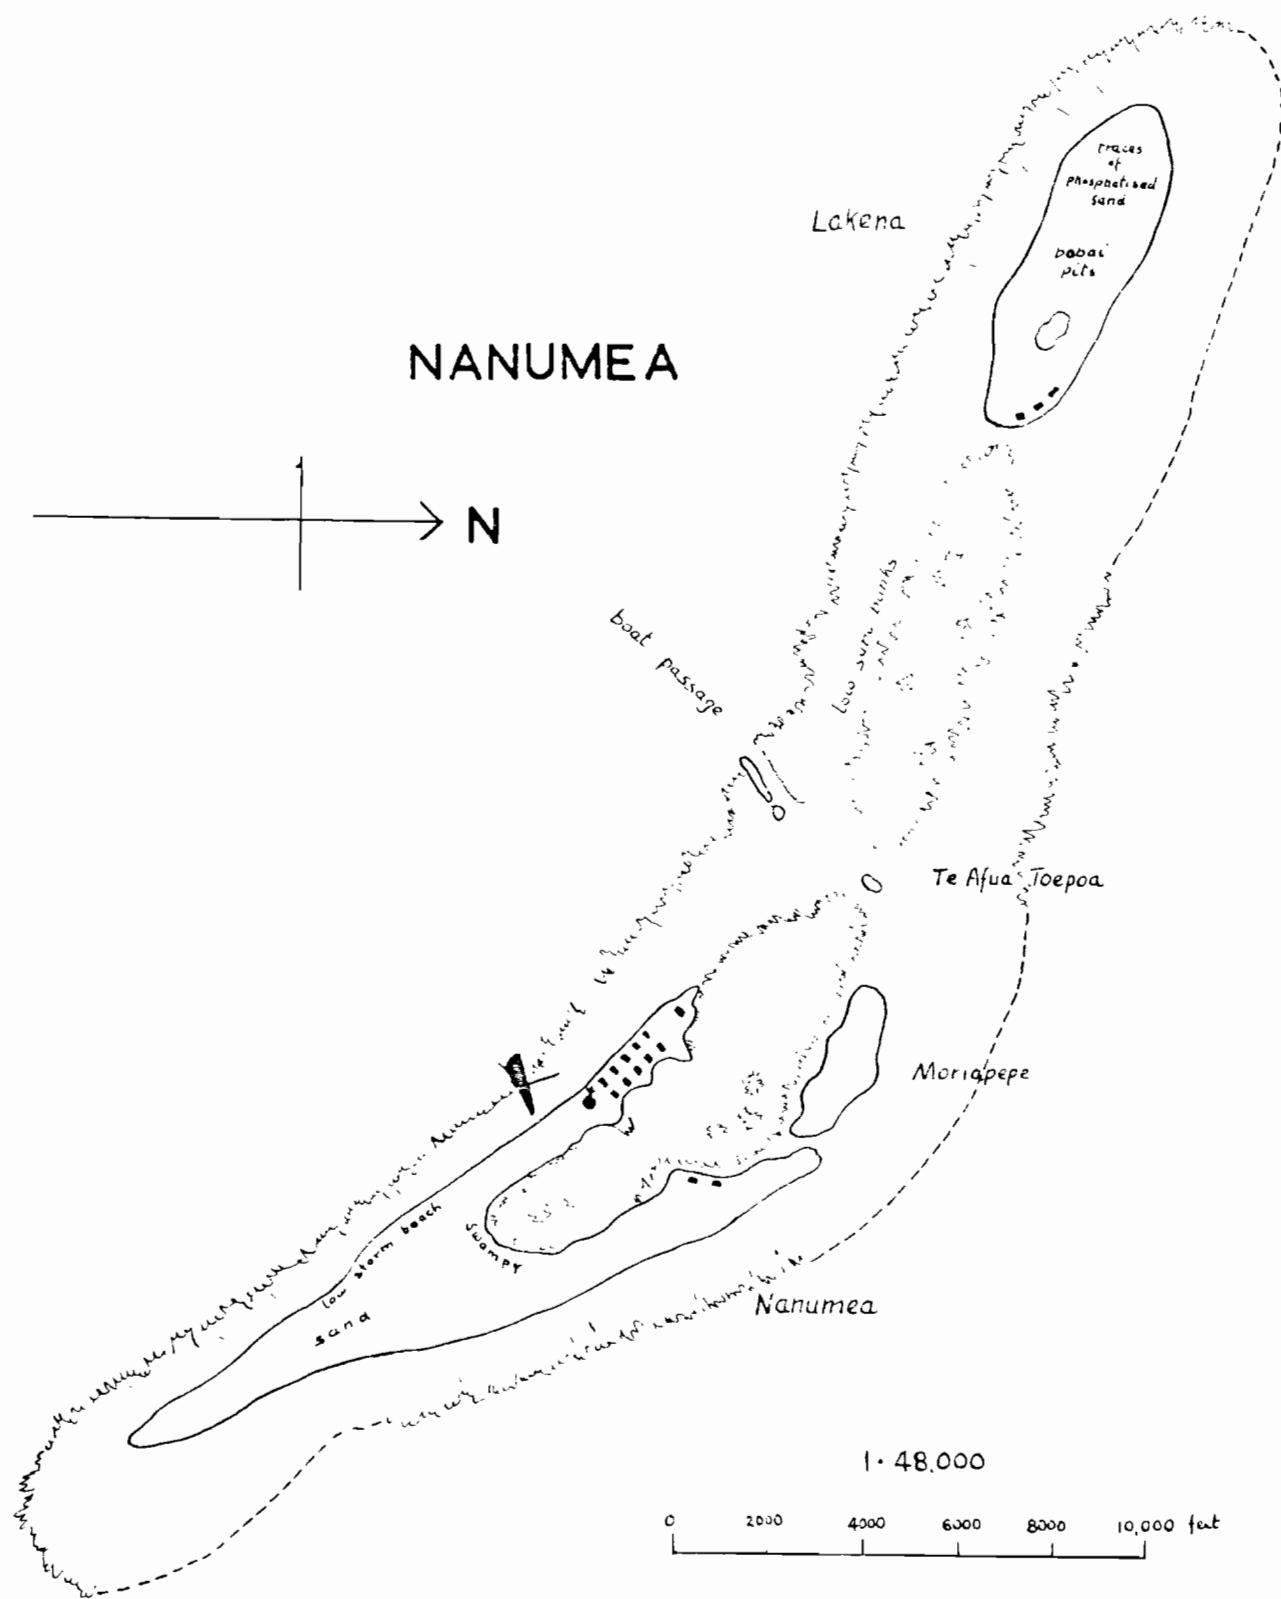 traces
of
phosphatised
sand
Lakena
babai
pits
NANUMEA
N
boat passage
Low sand banks
Te Afua Toepoa
Moriapepe
low storm beach
swampy
sand
Nanumea
1·48,000
0 2000 4000 6000 8000 10,000 feet